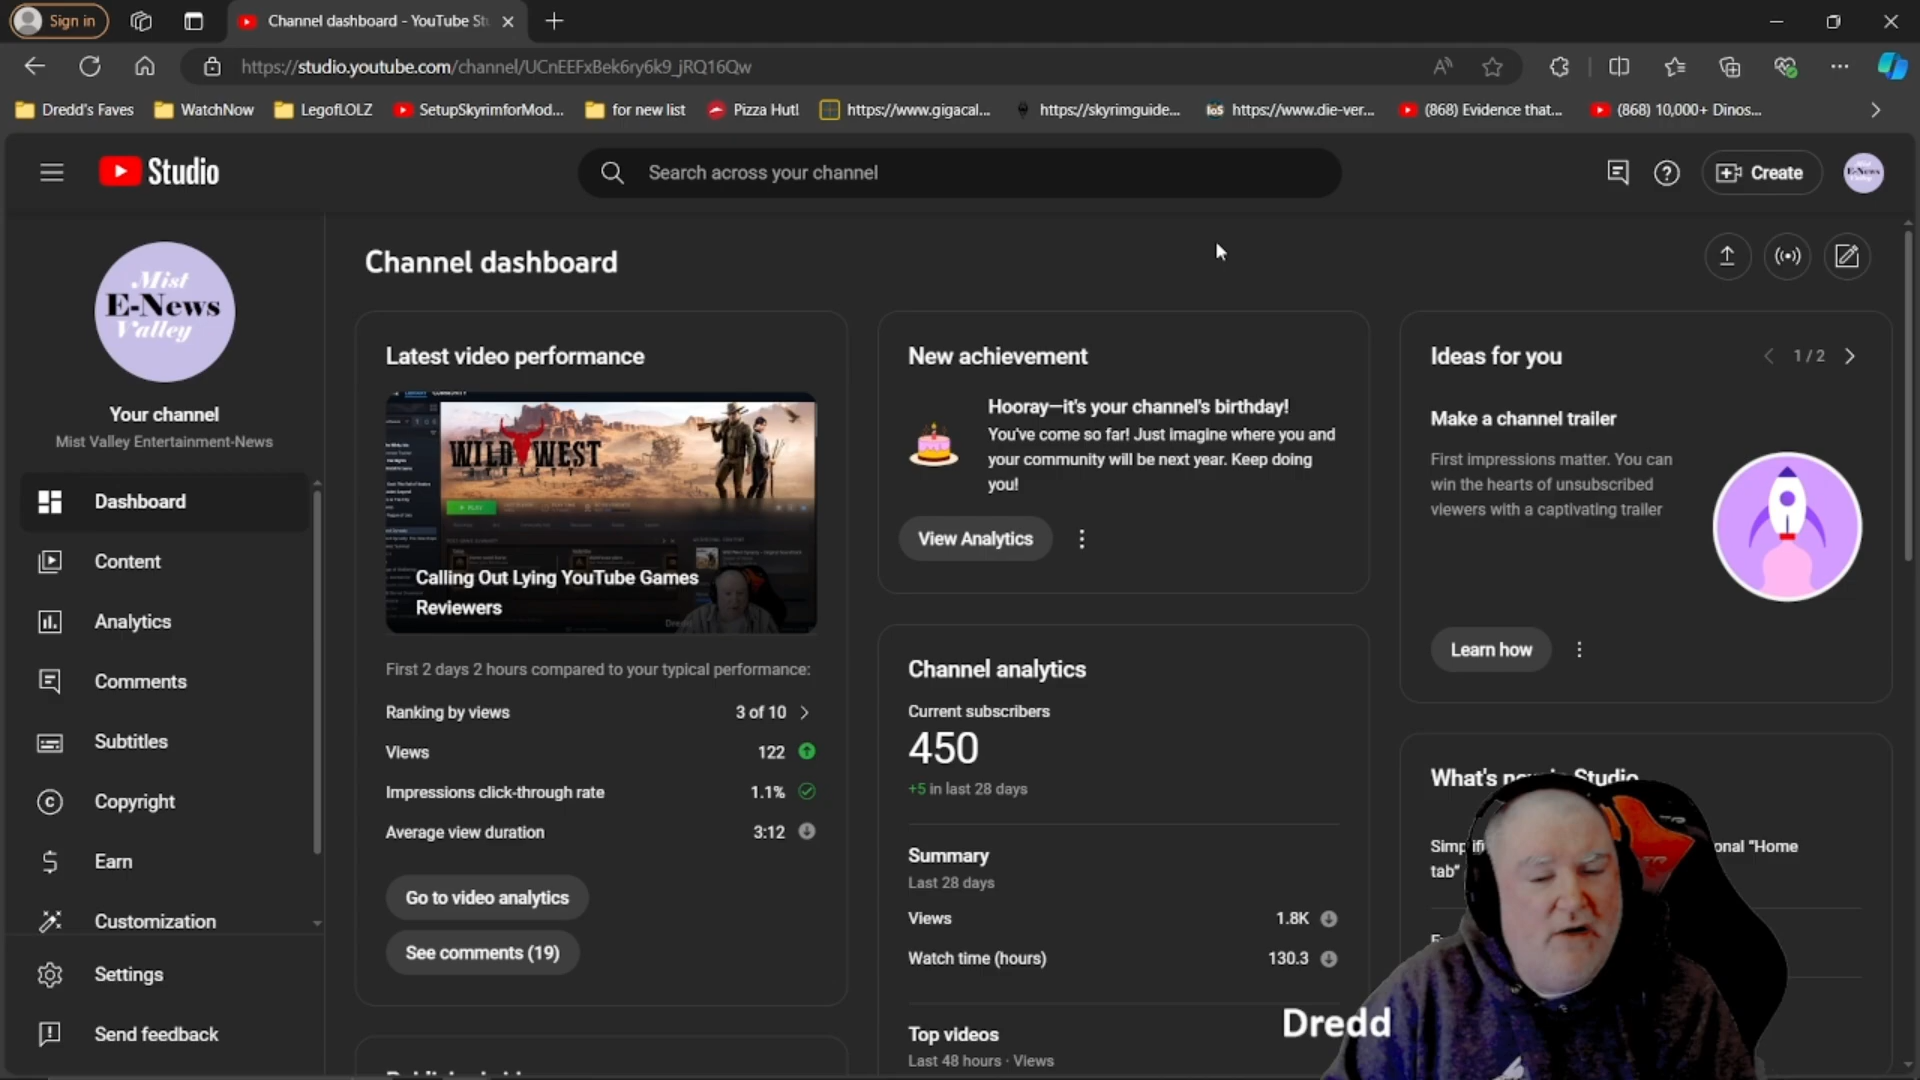 Sign in
Channel dashboard - YouTube St
https://studio.youtube.com/channel/UCnEEFxBek6ry6k9_jRQ16Qw
Dredd's Faves
WatchNow
LegofLOLZ
SetupSkyrimforMod...
for new list
Pizza Hut!
https://www.gigacal...
https://skyrimguide...
https://www.die-ver...
(868) Evidence that...
(868) 10,000+ Dinos...
Studio
Search across your channel
Create
Mist
E-News
Valley
Your channel
Mist Valley Entertainment-News
Dashboard
Content
Analytics
Comments
Subtitles
Copyright
Earn
Customization
Settings
Send feedback
Channel dashboard
Latest video performance
WILD WEST
PLAY
Calling Out Lying YouTube Games
Reviewers
First 2 days 2 hours compared to your typical performance:
Ranking by views 3 of 10
Views 122
Impressions click-through rate 1.1%
Average view duration 3:12
Go to video analytics
See comments (19)
New achievement
Hooray—it's your channel's birthday!
You've come so far! Just imagine where you and
your community will be next year. Keep doing
you!
View Analytics
Channel analytics
Current subscribers
450
+5 in last 28 days
Summary
Last 28 days
Views 1.8K
Watch time (hours) 130.3
Top videos
Last 48 hours · Views
Ideas for you
1 / 2
Make a channel trailer
First impressions matter. You can
win the hearts of unsubscribed
viewers with a captivating trailer
Learn how
What's Studio
onal "Home
tab"
Dredd